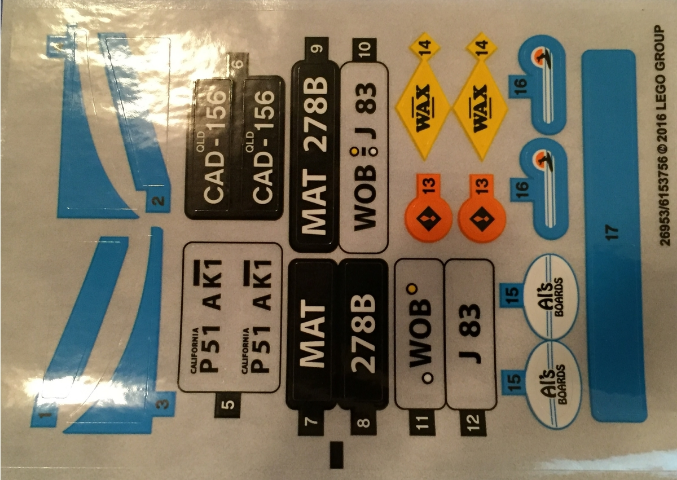 4
2
6
QLD
CAD-156
QLD
CAD-156
9
MAT 278B
10
WOB J 83
14
WAX
14
WAX
13
13
16
16
1
3
CALIFORNIA
P51 AK1
CALIFORNIA
P51 AK1
5
MAT
7
278B
8
WOB
11
J 83
12
15
Al's
BOARDS
15
Al's
BOARDS
17
26953/6153756 © 2016 LEGO GROUP